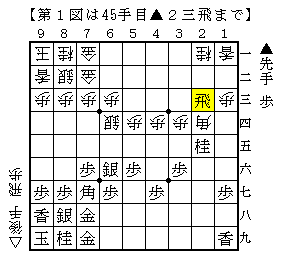 【第１図は45手目▲２三飛まで】
９ ８ ７ ６ ５ ４ ３ ２ １
王 桂 金 桂 香 一
香 銀 金 二
歩 歩 歩 歩 飛 歩 三
銀 歩 歩 歩 角 四
桂 五
歩 銀 歩 六
歩 歩 角 歩 歩 歩 七
香 銀 金 八
玉 桂 金 香 九
▲先手 歩
△後手 飛 歩